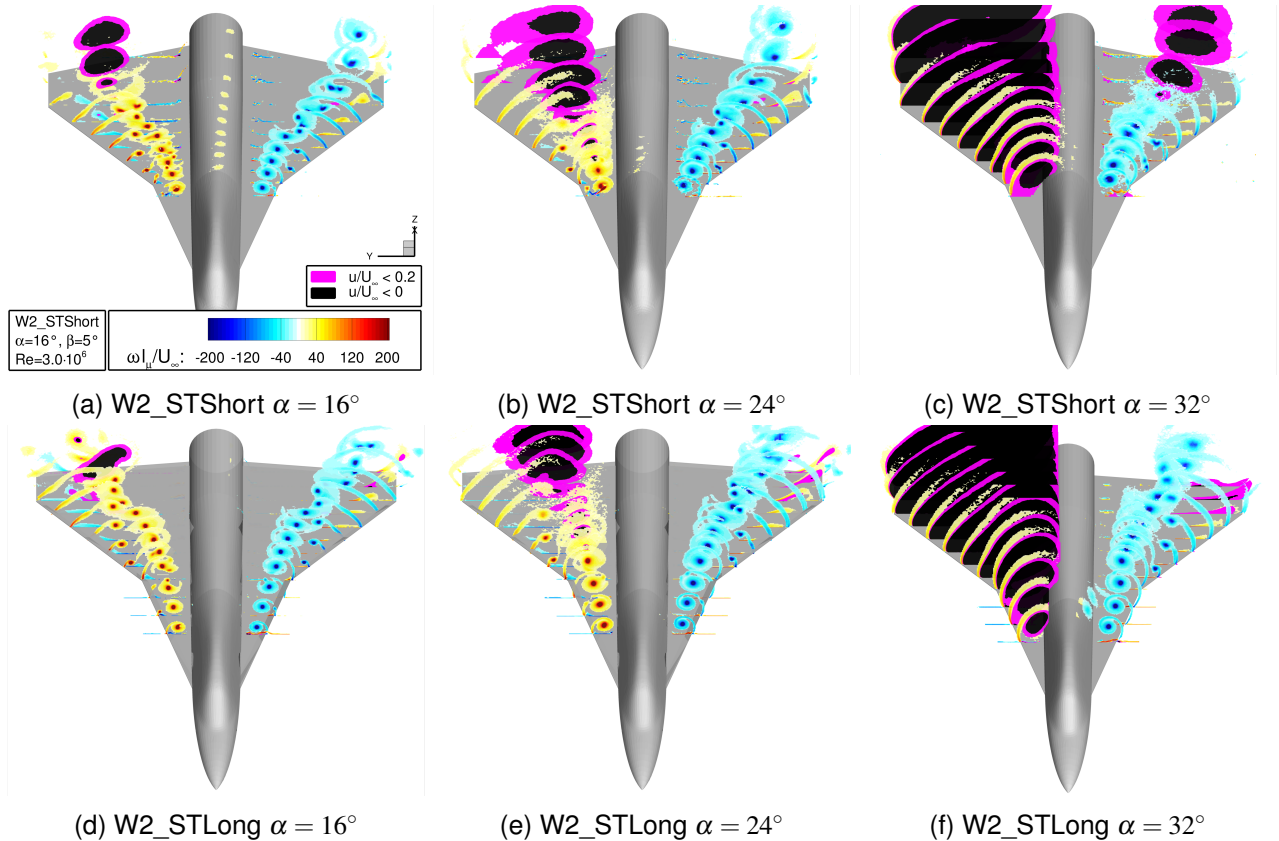 Z
Y
u/U∞ < 0.2
u/U∞ < 0
W2_STShort
α=16°, β=5°
Re=3.0·10⁶
ωlμ/U∞: -200 -120 -40 40 120 200
(a) W2_STShort α = 16°
(b) W2_STShort α = 24°
(c) W2_STShort α = 32°
(d) W2_STLong α = 16°
(e) W2_STLong α = 24°
(f) W2_STLong α = 32°